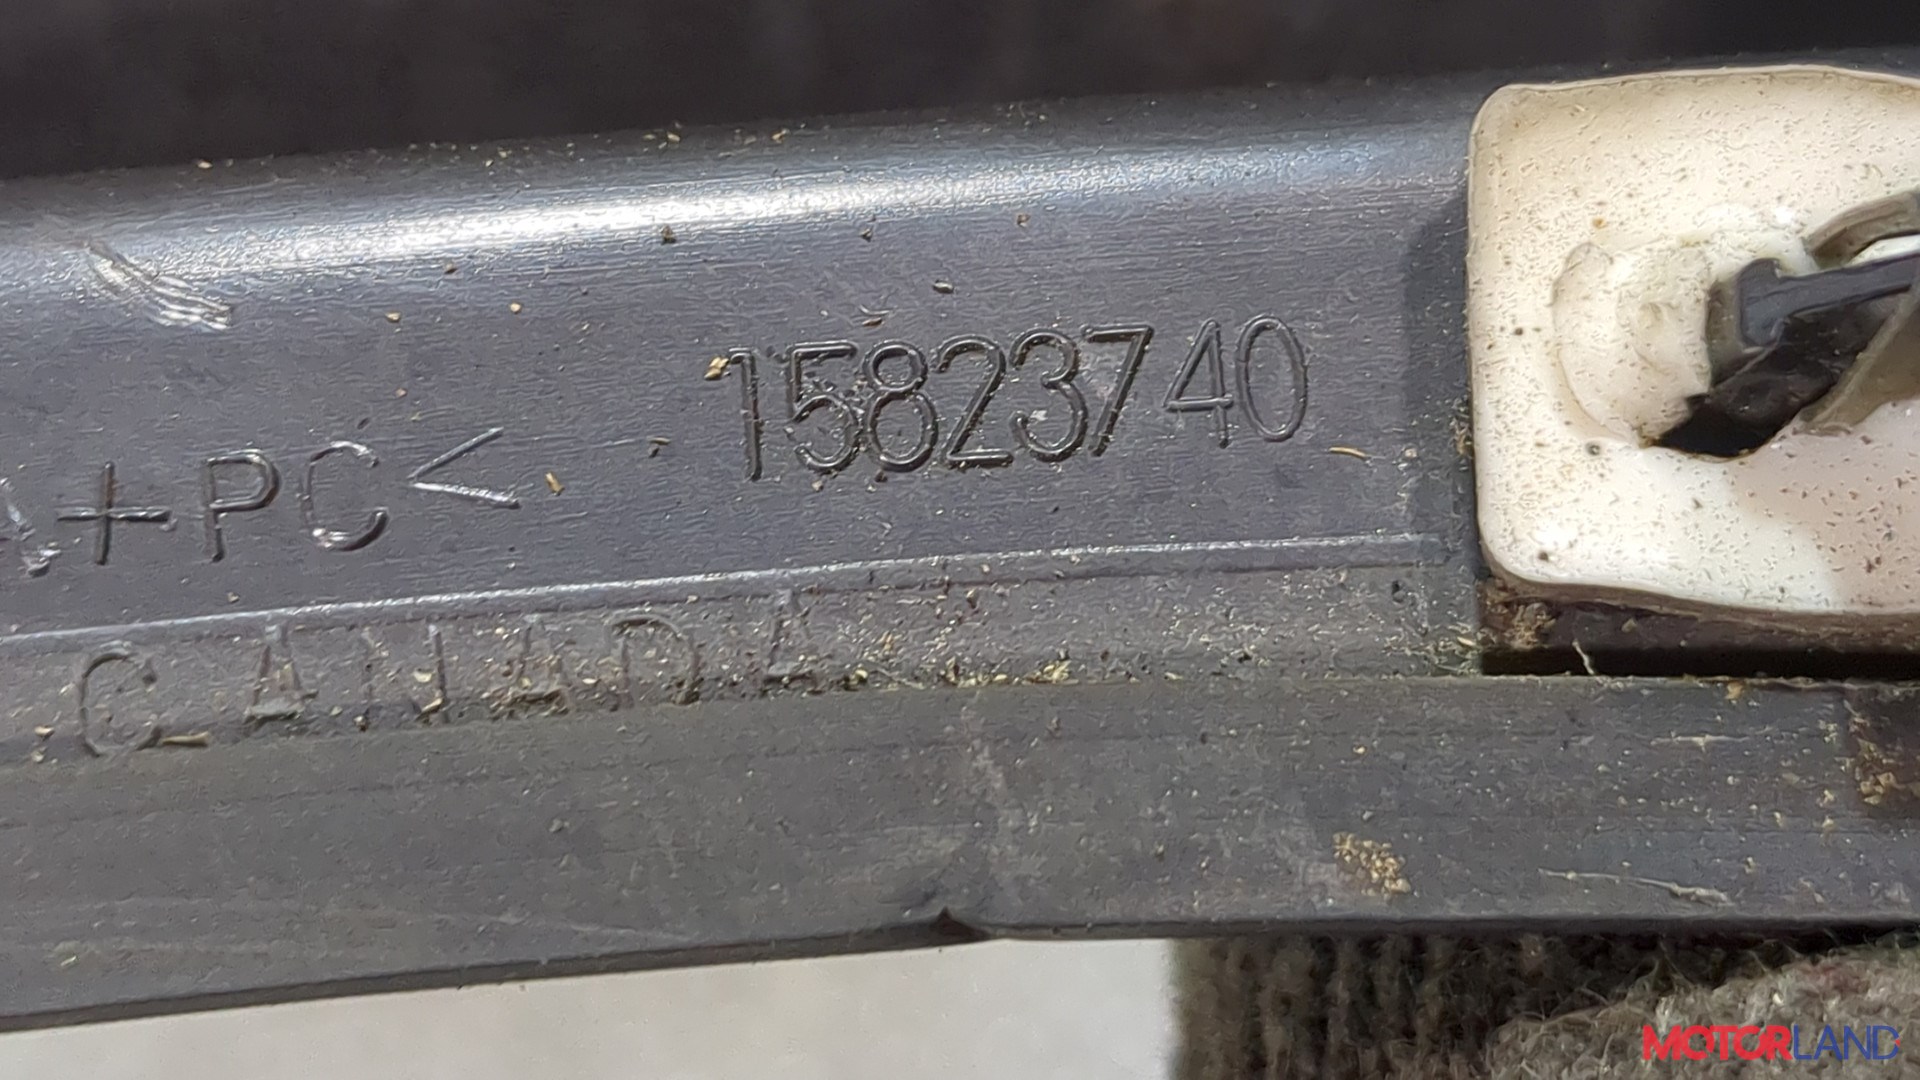 A+PC<
15823740
CANADA
MOTORLAND